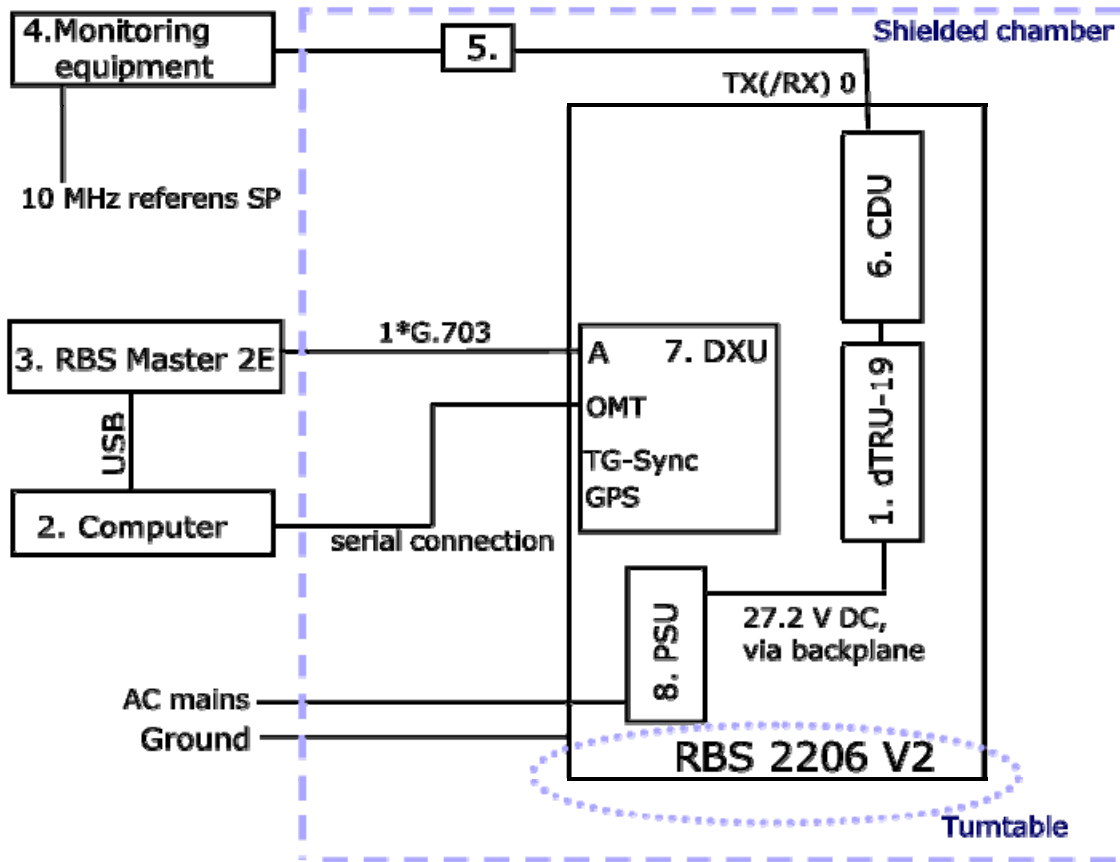 4.Monitoring
equipment
5.
Shielded chamber
TX(/RX) 0
10 MHz referens SP
6. CDU
1*G.703
3. RBS Master 2E
A
7. DXU
OMT
TG-Sync
GPS
1. dTRU-19
USB
2. Computer
serial connection
8. PSU
27.2 V DC,
via backplane
AC mains
Ground
RBS 2206 V2
Turntable